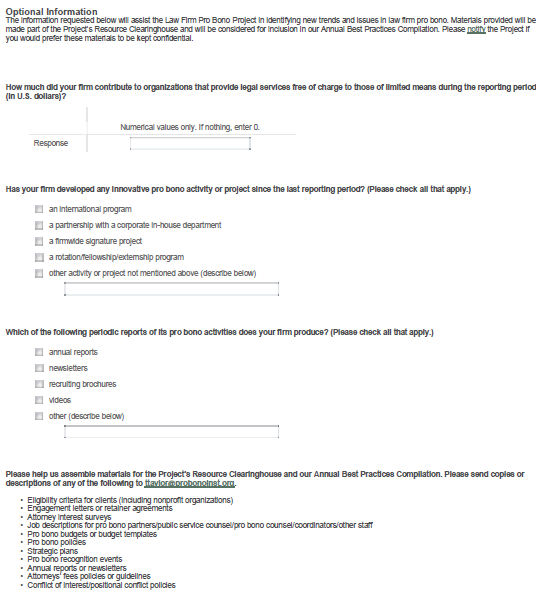 Optional Information
The information requested below will assist the Law Firm Pro Bono Project in identifying new trends and issues in law firm pro bono. Materials provided will be
made part of the Project's Resource Clearinghouse and will be considered for inclusion in our Annual Best Practices Compilation. Please notify the Project if
you would prefer these materials to be kept confidential.
How much did your firm contribute to organizations that provide legal services free of charge to those of limited means during the reporting period
(in U.S. dollars)?
Numerical values only. If nothing, enter 0.
Response
Has your firm developed any innovative pro bono activity or project since the last reporting period? (Please check all that apply.)
an international program
a partnership with a corporate in-house department
a firmwide signature project
a rotation/fellowship/externship program
other activity or project not mentioned above (describe below)
Which of the following periodic reports of its pro bono activities does your firm produce? (Please check all that apply.)
annual reports
newsletters
recruiting brochures
videos
other (describe below)
Please help us assemble materials for the Project's Resource Clearinghouse and our Annual Best Practices Compilation. Please send copies or
descriptions of any of the following to ttaylor@probonoinst.org.
• Eligibility criteria for clients (including nonprofit organizations)
• Engagement letters or retainer agreements
• Attorney interest surveys
• Job descriptions for pro bono partners/public service counsel/pro bono counsel/coordinators/other staff
• Pro bono budgets or budget templates
• Pro bono policies
• Strategic plans
• Pro bono recognition events
• Annual reports or newsletters
• Attorneys' fees policies or guidelines
• Conflict of interest/positional conflict policies